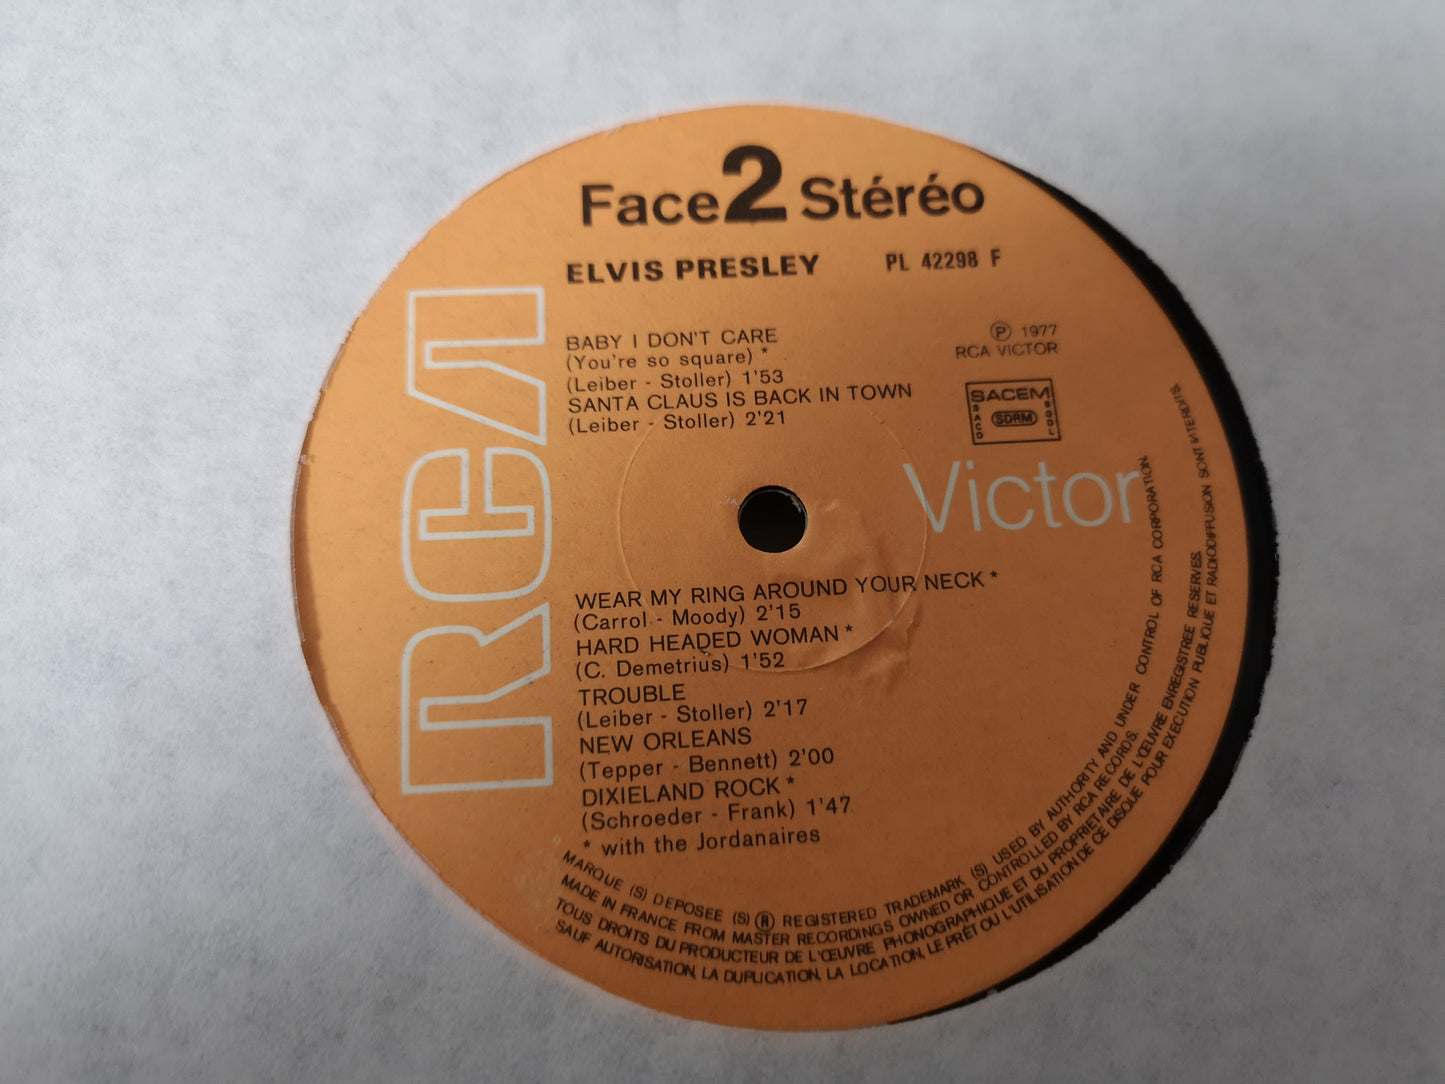 Face 2 Stéréo
ELVIS PRESLEY PL 42298 F
BABY I DON'T CARE
(You're so square) *
(Leiber - Stoller) 1'53
SANTA CLAUS IS BACK IN TOWN
(Leiber - Stoller) 2'21
Ⓟ 1977
RCA VICTOR
SACEM
SACD SDRM SGDL
RCA
Victor
WEAR MY RING AROUND YOUR NECK *
(Carrol - Moody) 2'15
HARD HEADED WOMAN *
(C. Demetrius) 1'52
TROUBLE
(Leiber - Stoller) 2'17
NEW ORLEANS
(Tepper - Bennett) 2'00
DIXIELAND ROCK *
(Schroeder - Frank) 1'47
* with the Jordanaires
MARQUE (S) DEPOSEE (S) ® REGISTERED TRADEMARK (S) USED BY AUTHORITY AND UNDER CONTROL OF RCA CORPORATION.
MADE IN FRANCE FROM MASTER RECORDINGS OWNED OR CONTROLLED BY RCA RECORDS.
TOUS DROITS DU PRODUCTEUR DE L'ŒUVRE PHONOGRAPHIQUE ET DU PROPRIETAIRE DE L'ŒUVRE ENREGISTREE RESERVES.
SAUF AUTORISATION, LA DUPLICATION, LA LOCATION, LE PRÊT OU L'UTILISATION DE CE DISQUE POUR EXECUTION PUBLIQUE ET RADIODIFFUSION SONT INTERDITS.